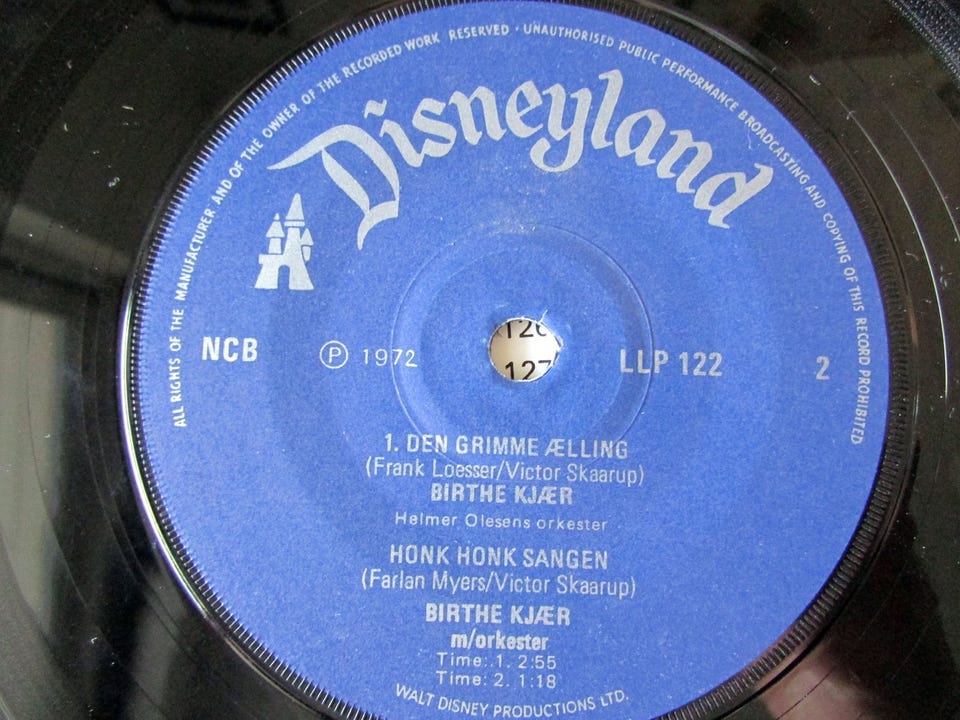 ALL RIGHTS OF THE MANUFACTURER AND OF THE OWNER OF THE RECORDED WORK RESERVED · UNAUTHORISED PUBLIC PERFORMANCE BROADCASTING AND COPYING OF THIS RECORD PROHIBITED
Disneyland
NCB ℗ 1972 LLP 122 2
127
1. DEN GRIMME ÆLLING
(Frank Loesser/Victor Skaarup)
BIRTHE KJÆR
Helmer Olesens orkester
HONK HONK SANGEN
(Farlan Myers/Victor Skaarup)
BIRTHE KJÆR
m/orkester
Time:.1. 2:55
Time: 2. 1:18
WALT DISNEY PRODUCTIONS LTD.